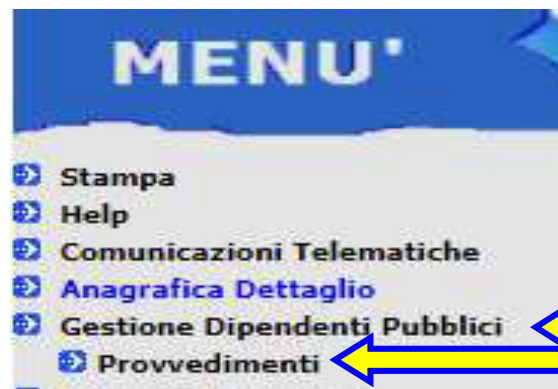 MENU'
Stampa
Help
Comunicazioni Telematiche
Anagrafica Dettaglio
Gestione Dipendenti Pubblici
Provvedimenti